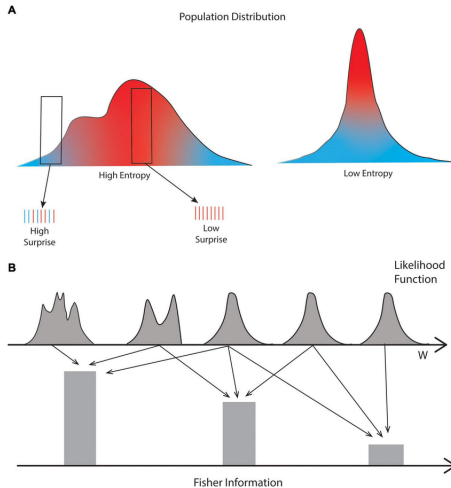 A
Population Distribution
High Entropy
Low Entropy
High
Surprise
Low
Surprise
B
Likelihood
Function
W
Fisher Information